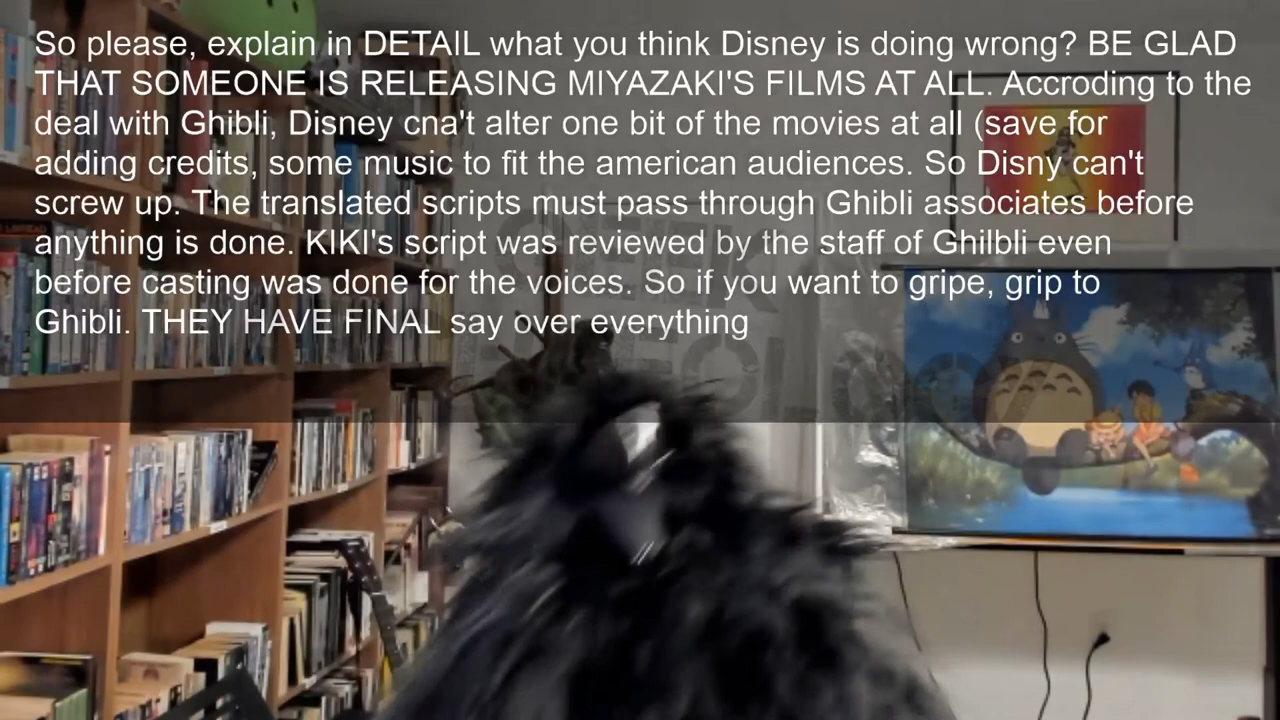 So please, explain in DETAIL what you think Disney is doing wrong? BE GLAD
THAT SOMEONE IS RELEASING MIYAZAKI'S FILMS AT ALL. Accroding to the
deal with Ghibli, Disney cna't alter one bit of the movies at all (save for
adding credits, some music to fit the american audiences. So Disny can't
screw up. The translated scripts must pass through Ghibli associates before
anything is done. KIKI's script was reviewed by the staff of Ghilbli even
before casting was done for the voices. So if you want to gripe, grip to
Ghibli. THEY HAVE FINAL say over everything